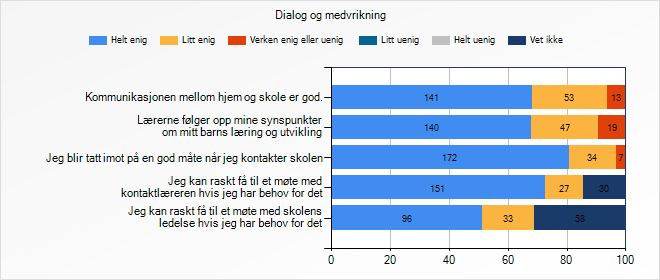 Dialog og medvrikning
Helt enig Litt enig Verken enig eller uenig Litt uenig Helt uenig Vet ikke
Kommunikasjonen mellom hjem og skole er god. 141 53 13
Lærerne følger opp mine synspunkter
om mitt barns læring og utvikling 140 47 19
Jeg blir tatt imot på en god måte når jeg kontakter skolen 172 34 7
Jeg kan raskt få til et møte med
kontaktlæreren hvis jeg har behov for det 151 27 30
Jeg kan raskt få til et møte med skolens
ledelse hvis jeg har behov for det 96 33 58
0 20 40 60 80 100